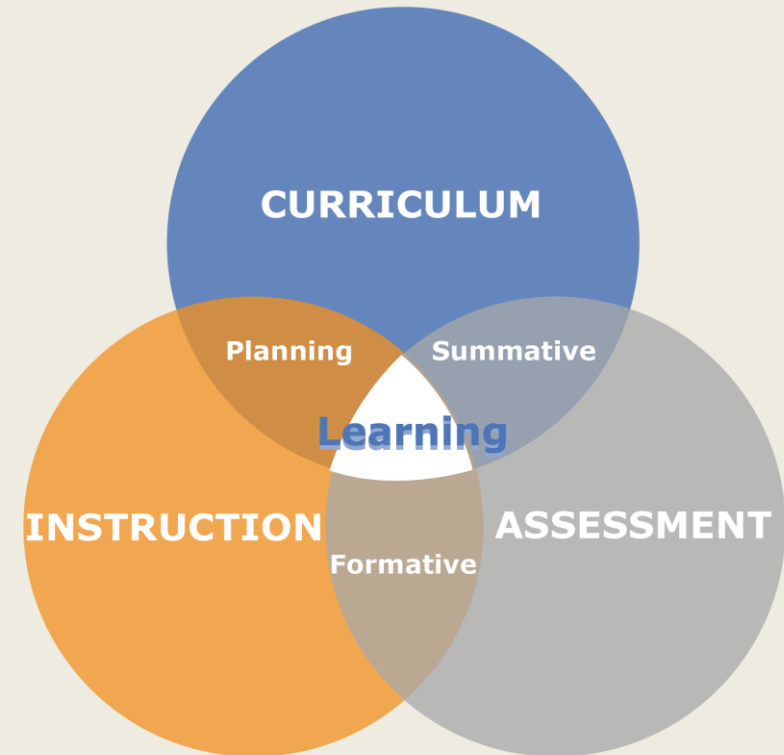 CURRICULUM
Planning
Summative
Learning
INSTRUCTION
ASSESSMENT
Formative